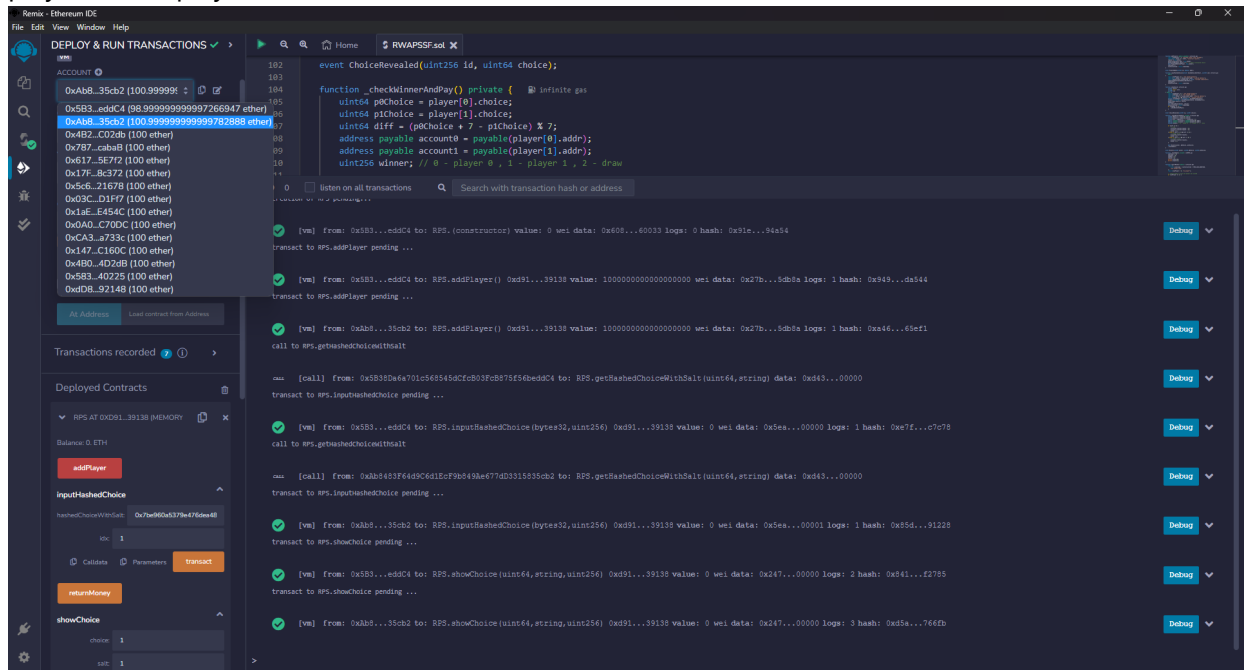 Remix - Ethereum IDE
File Edit View Window Help
DEPLOY & RUN TRANSACTIONS
VM
ACCOUNT
0xAb8...35cb2 (100.99999
0x5B3...eddC4 (98.999999999997266947 ether)
0xAb8...35cb2 (100.999999999999782888 ether)
0x4B2...C02db (100 ether)
0x787...cabaB (100 ether)
0x617...5E7f2 (100 ether)
0x17F...8c372 (100 ether)
0x5c6...21678 (100 ether)
0x03C...D1Ff7 (100 ether)
0x1aE...E454C (100 ether)
0x0A0...C70DC (100 ether)
0xCA3...a733c (100 ether)
0x147...C160C (100 ether)
0x4B0...4D2dB (100 ether)
0x583...40225 (100 ether)
0xdD8...92148 (100 ether)
At Address
Load contract from Address
Transactions recorded 7
Deployed Contracts
RPS AT 0XD91...39138 (MEMORY
Balance: 0. ETH
addPlayer
inputHashedChoice
hashedChoiceWithSalt: 0x7be960a5379e476dea48
idx: 1
Calldata Parameters transact
returnMoney
showChoice
choice: 1
salt: 1
Home RWAPSSF.sol
102 event ChoiceRevealed(uint256 id, uint64 choice);
103
104 function _checkWinnerAndPay() private { infinite gas
105 uint64 p0Choice = player[0].choice;
uint64 p1Choice = player[1].choice;
07 uint64 diff = (p0Choice + 7 - p1Choice) % 7;
08 address payable account0 = payable(player[0].addr);
09 address payable account1 = payable(player[1].addr);
10 uint256 winner; // 0 - player 0 , 1 - player 1 , 2 - draw
0 listen on all transactions Search with transaction hash or address
creation of RPS pending...
[vm] from: 0x5B3...eddC4 to: RPS.(constructor) value: 0 wei data: 0x608...60033 logs: 0 hash: 0x91e...94a54 Debug
transact to RPS.addPlayer pending ...
[vm] from: 0x5B3...eddC4 to: RPS.addPlayer() 0xd91...39138 value: 1000000000000000000 wei data: 0x27b...5db8a logs: 1 hash: 0x949...da544 Debug
transact to RPS.addPlayer pending ...
[vm] from: 0xAb8...35cb2 to: RPS.addPlayer() 0xd91...39138 value: 1000000000000000000 wei data: 0x27b...5db8a logs: 1 hash: 0xa46...65ef1 Debug
call to RPS.getHashedChoiceWithSalt
CALL [call] from: 0x5B38Da6a701c568545dCfcB03FcB875f56beddC4 to: RPS.getHashedChoiceWithSalt(uint64,string) data: 0xd43...00000 Debug
transact to RPS.inputHashedChoice pending ...
[vm] from: 0x5B3...eddC4 to: RPS.inputHashedChoice(bytes32,uint256) 0xd91...39138 value: 0 wei data: 0x5ea...00000 logs: 1 hash: 0xe7f...c7c78 Debug
call to RPS.getHashedChoiceWithSalt
CALL [call] from: 0xAb8483F64d9C6d1EcF9b849Ae677dD3315835cb2 to: RPS.getHashedChoiceWithSalt(uint64,string) data: 0xd43...00000 Debug
transact to RPS.inputHashedChoice pending ...
[vm] from: 0xAb8...35cb2 to: RPS.inputHashedChoice(bytes32,uint256) 0xd91...39138 value: 0 wei data: 0x5ea...00001 logs: 1 hash: 0x85d...91228 Debug
transact to RPS.showChoice pending ...
[vm] from: 0x5B3...eddC4 to: RPS.showChoice(uint64,string,uint256) 0xd91...39138 value: 0 wei data: 0x247...00000 logs: 2 hash: 0x841...f2785 Debug
transact to RPS.showChoice pending ...
[vm] from: 0xAb8...35cb2 to: RPS.showChoice(uint64,string,uint256) 0xd91...39138 value: 0 wei data: 0x247...00000 logs: 3 hash: 0xd5a...766fb Debug
>